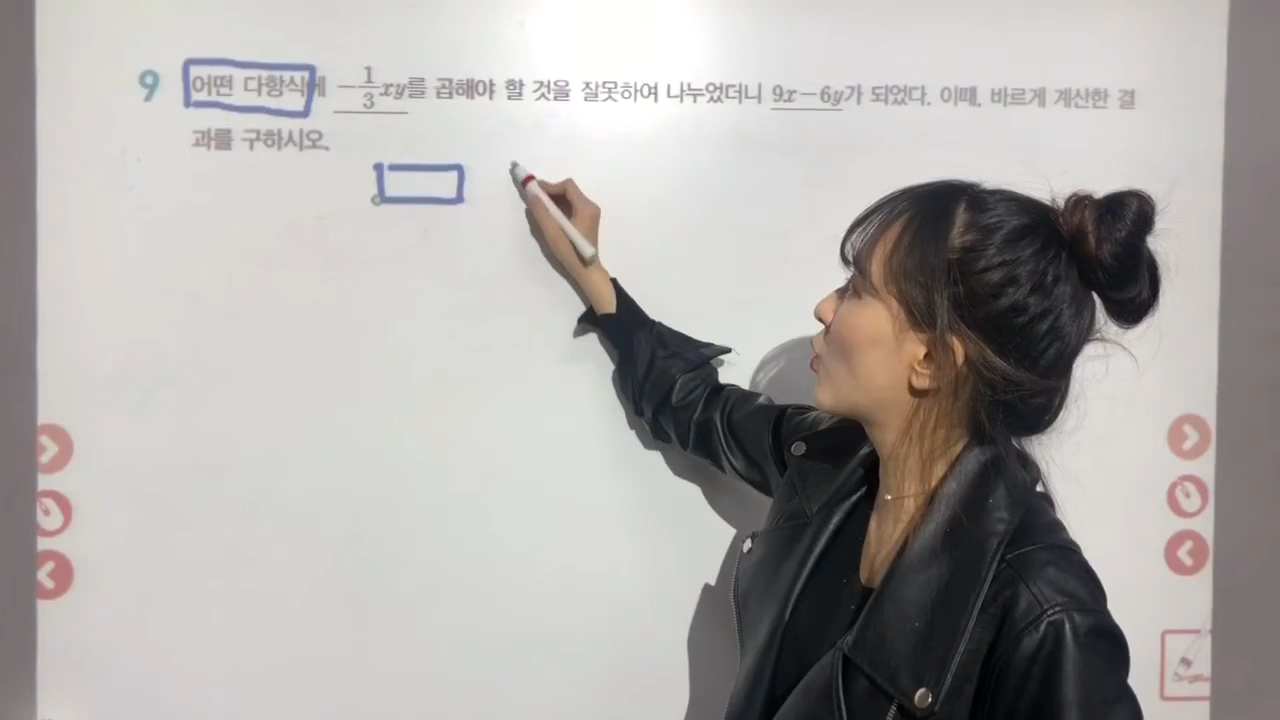 9 어떤 다항식에 -1/3xy를 곱해야 할 것을 잘못하여 나누었더니 9x-6y가 되었다. 이때, 바르게 계산한 결
과를 구하시오.